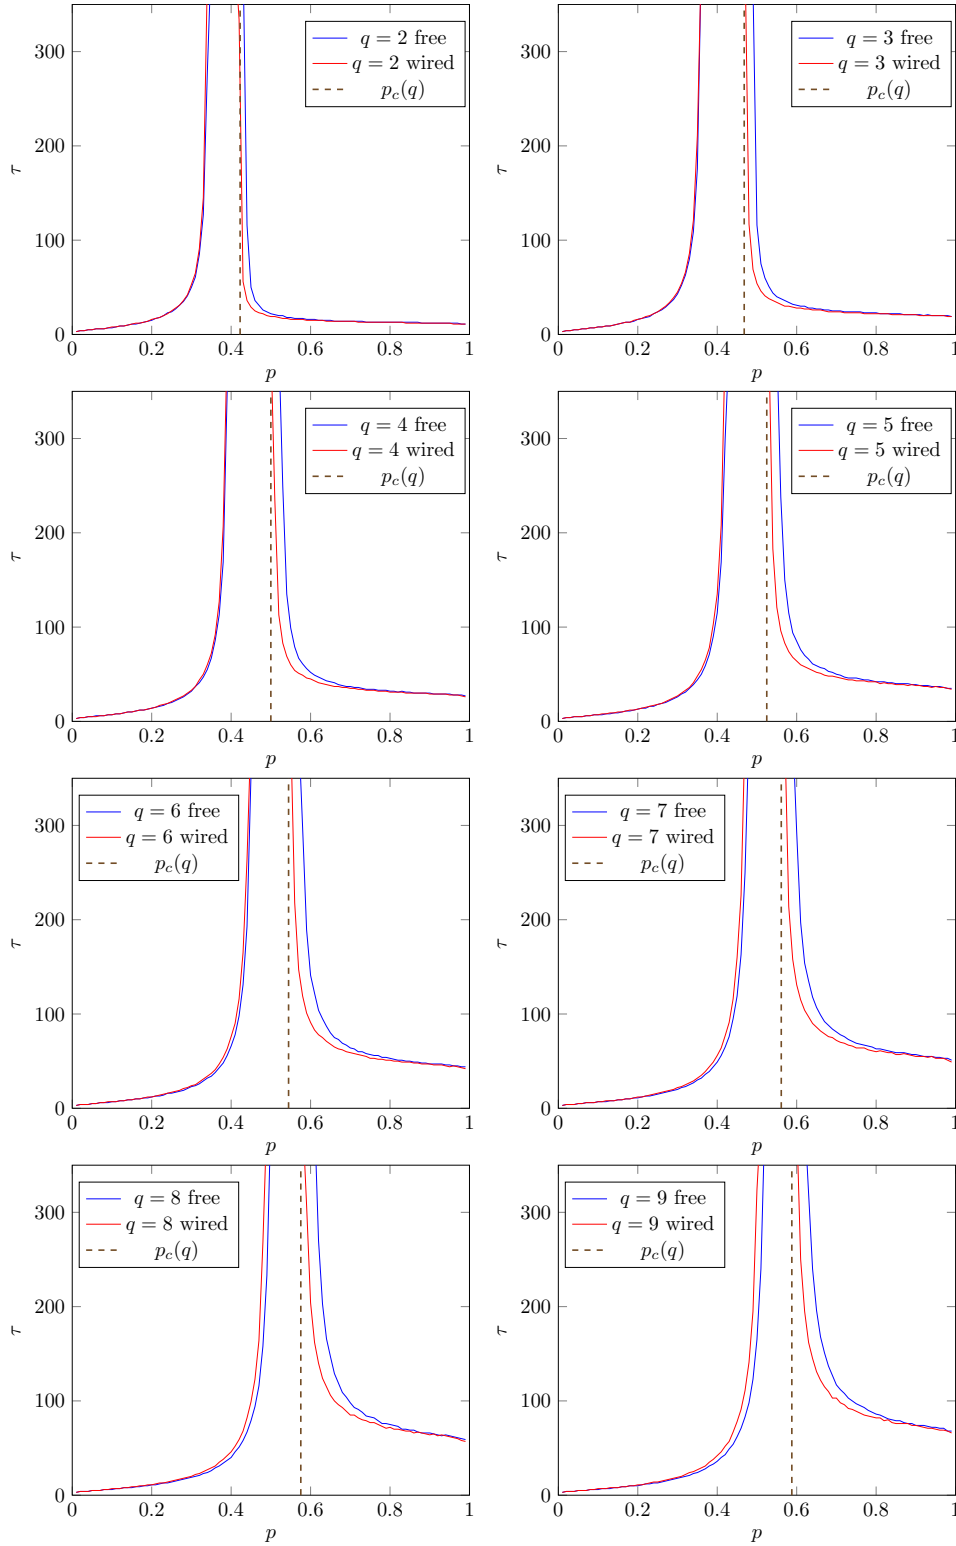 300
200
100
0
τ
0 0.2 0.4 0.6 0.8 1
p
q = 2 free
q = 2 wired
p_c(q)
300
200
100
0
τ
0 0.2 0.4 0.6 0.8 1
p
q = 3 free
q = 3 wired
p_c(q)
300
200
100
0
τ
0 0.2 0.4 0.6 0.8 1
p
q = 4 free
q = 4 wired
p_c(q)
300
200
100
0
τ
0 0.2 0.4 0.6 0.8 1
p
q = 5 free
q = 5 wired
p_c(q)
300
200
100
0
τ
0 0.2 0.4 0.6 0.8 1
p
q = 6 free
q = 6 wired
p_c(q)
300
200
100
0
τ
0 0.2 0.4 0.6 0.8 1
p
q = 7 free
q = 7 wired
p_c(q)
300
200
100
0
τ
0 0.2 0.4 0.6 0.8 1
p
q = 8 free
q = 8 wired
p_c(q)
300
200
100
0
τ
0 0.2 0.4 0.6 0.8 1
p
q = 9 free
q = 9 wired
p_c(q)